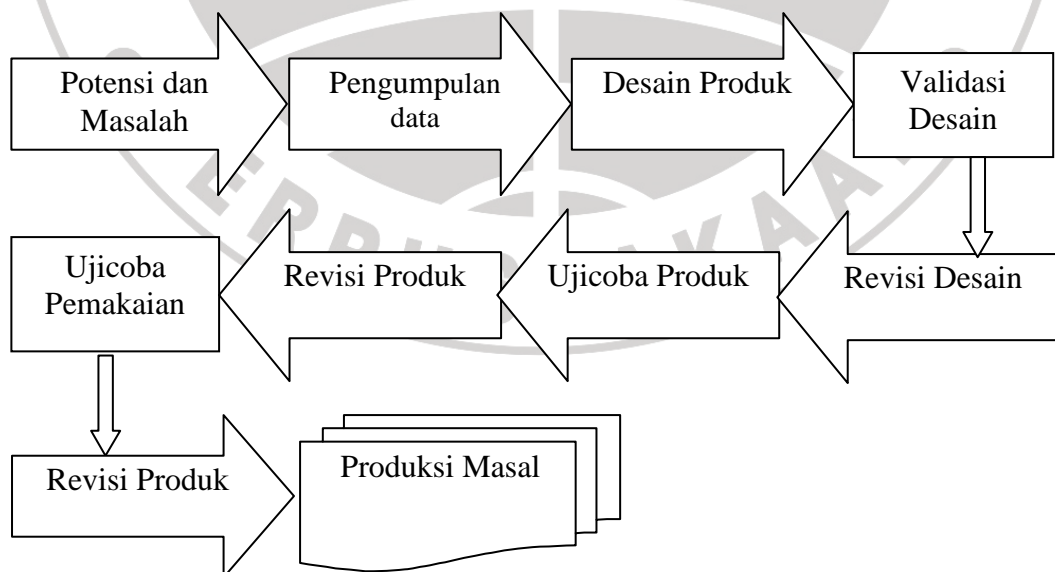 Potensi dan
Masalah
Pengumpulan
data
Desain Produk
Validasi
Desain
Revisi Desain
Ujicoba Produk
Revisi Produk
Ujicoba
Pemakaian
Revisi Produk
Produksi Masal